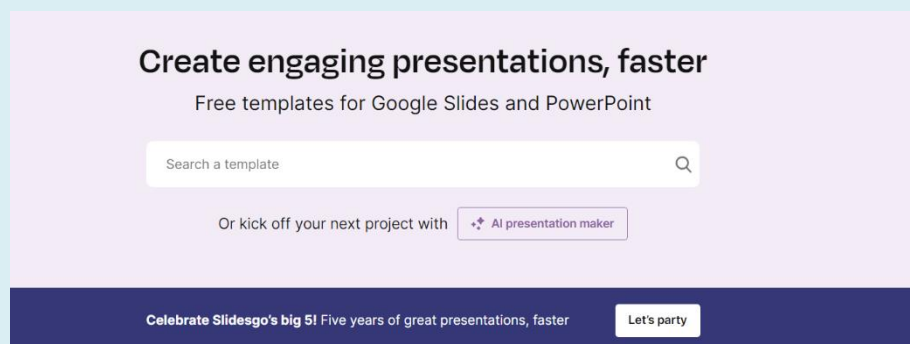 Create engaging presentations, faster
Free templates for Google Slides and PowerPoint
Search a template
Or kick off your next project with AI presentation maker
Celebrate Slidesgo's big 5! Five years of great presentations, faster Let's party